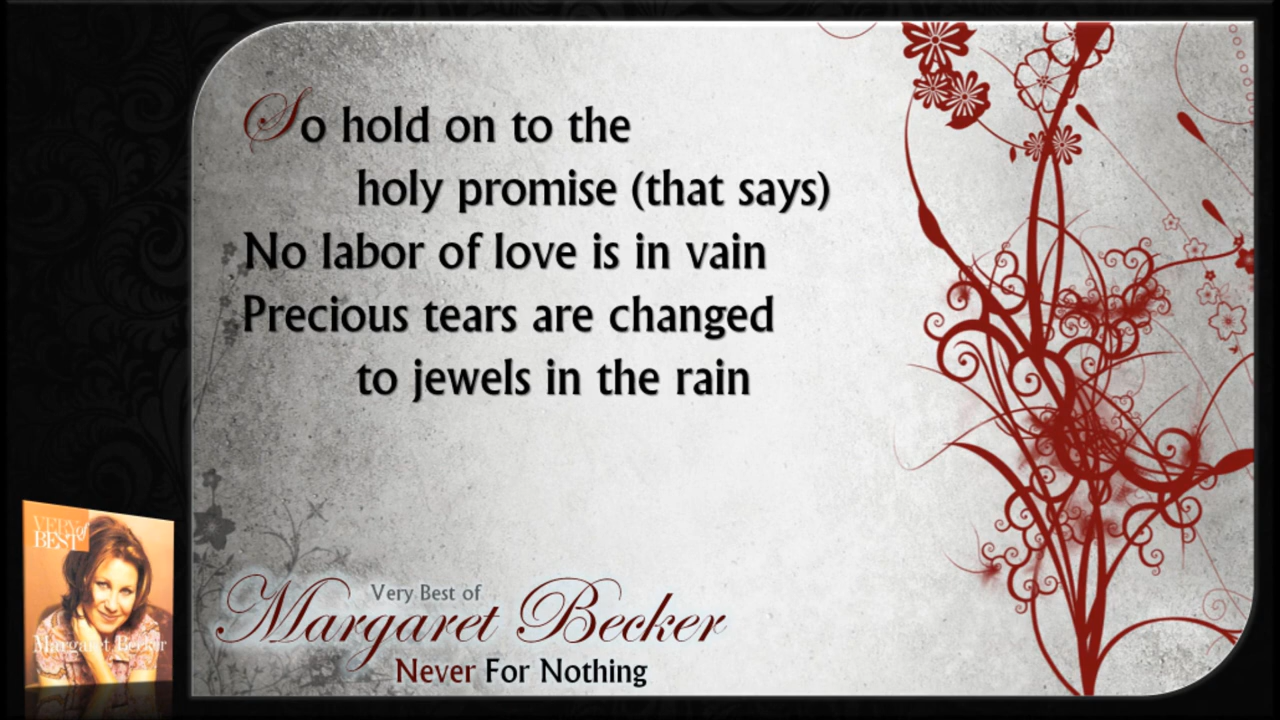 So hold on to the
holy promise (that says)
No labor of love is in vain
Precious tears are changed
to jewels in the rain
VERY of
BEST
Margaret Becker
Very Best of
Margaret Becker
Never For Nothing